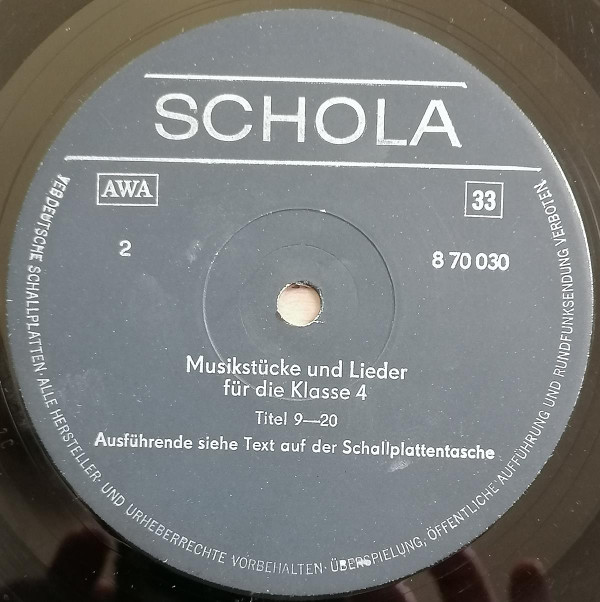 SCHOLA
AWA
33
2
8 70 030
Musikstücke und Lieder
für die Klasse 4
Titel 9—20
Ausführende siehe Text auf der Schallplattentasche
VEB DEUTSCHE SCHALLPLATTEN · ALLE HERSTELLER- UND URHEBERRECHTE VORBEHALTEN · ÜBERSPIELUNG, ÖFFENTLICHE AUFFÜHRUNG UND RUNDFUNKSENDUNG VERBOTEN